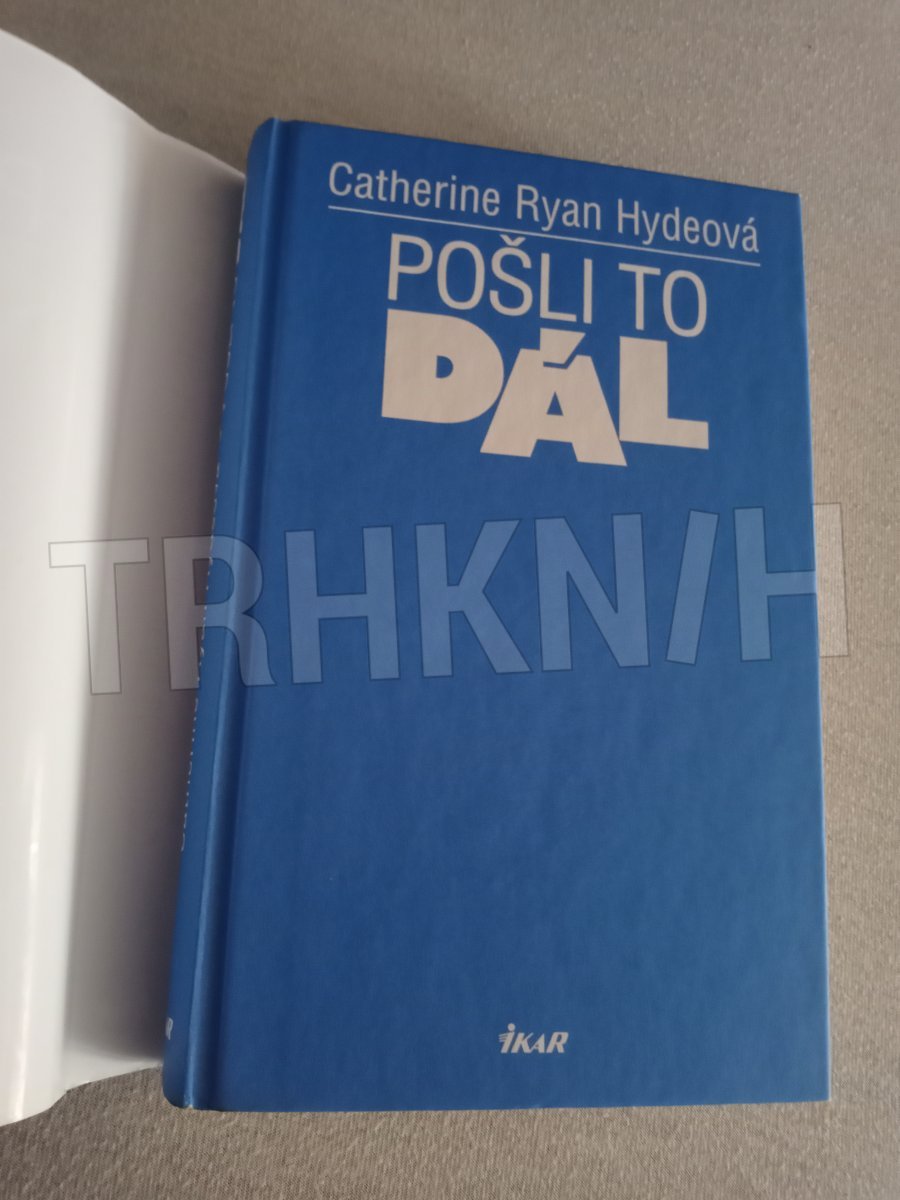 Catherine Ryan Hydeová
POŠLI TO
DÁL
TRHKNIH
IKAR